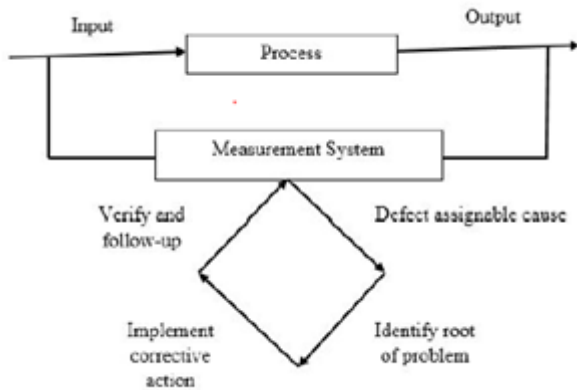 Input
Output
Process
Measurement System
Verify and
follow-up
Defect assignable cause
Implement
corrective
action
Identify root
of problem